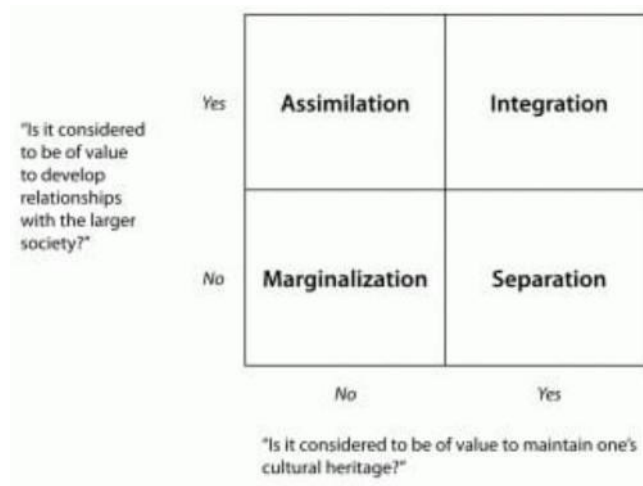 Yes
Assimilation
Integration
"Is it considered
to be of value
to develop
relationships
with the larger
society?"
No
Marginalization
Separation
No
Yes
"Is it considered to be of value to maintain one's
cultural heritage?"